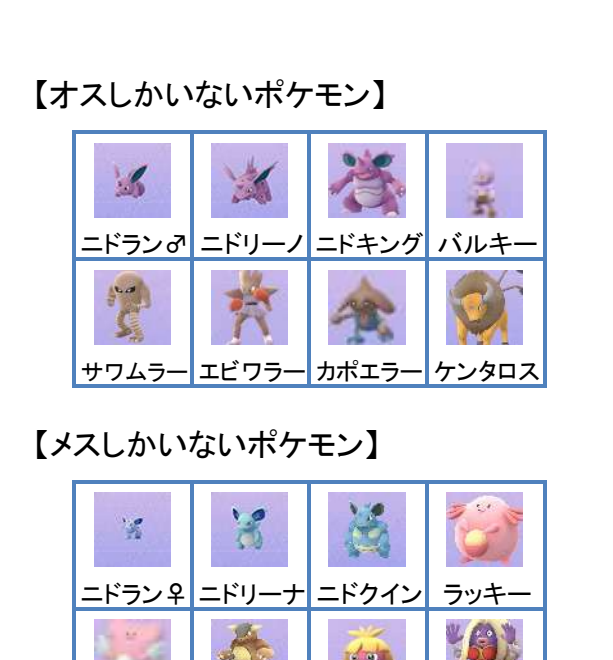 【オスしかいないポケモン】
ニドラン♂ ニドリーノ ニドキング バルキー
サワムラー エビワラー カポエラー ケンタロス
【メスしかいないポケモン】
ニドラン♀ ニドリーナ ニドクイン ラッキー